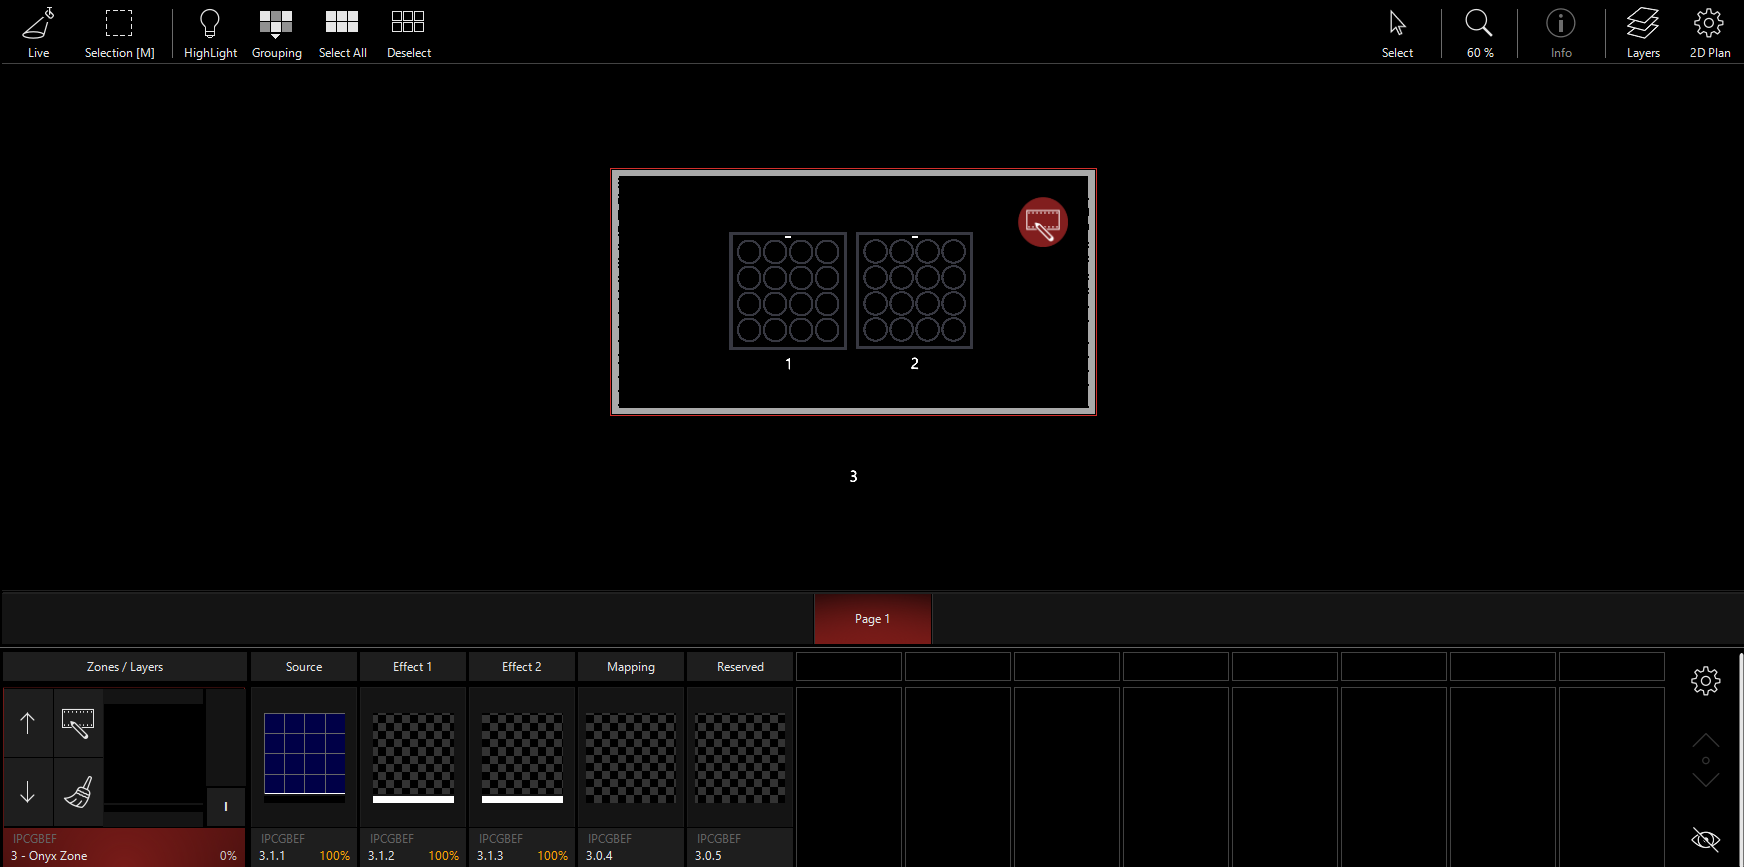 Live
Selection [M]
HighLight
Grouping
Select All
Deselect
Select
60 %
Info
Layers
2D Plan
1
2
3
Page 1
Zones / Layers
Source
Effect 1
Effect 2
Mapping
Reserved
I
IPCGBEF
3 - Onyx Zone
0%
IPCGBEF
3.1.1
100%
IPCGBEF
3.1.2
100%
IPCGBEF
3.1.3
100%
IPCGBEF
3.0.4
IPCGBEF
3.0.5